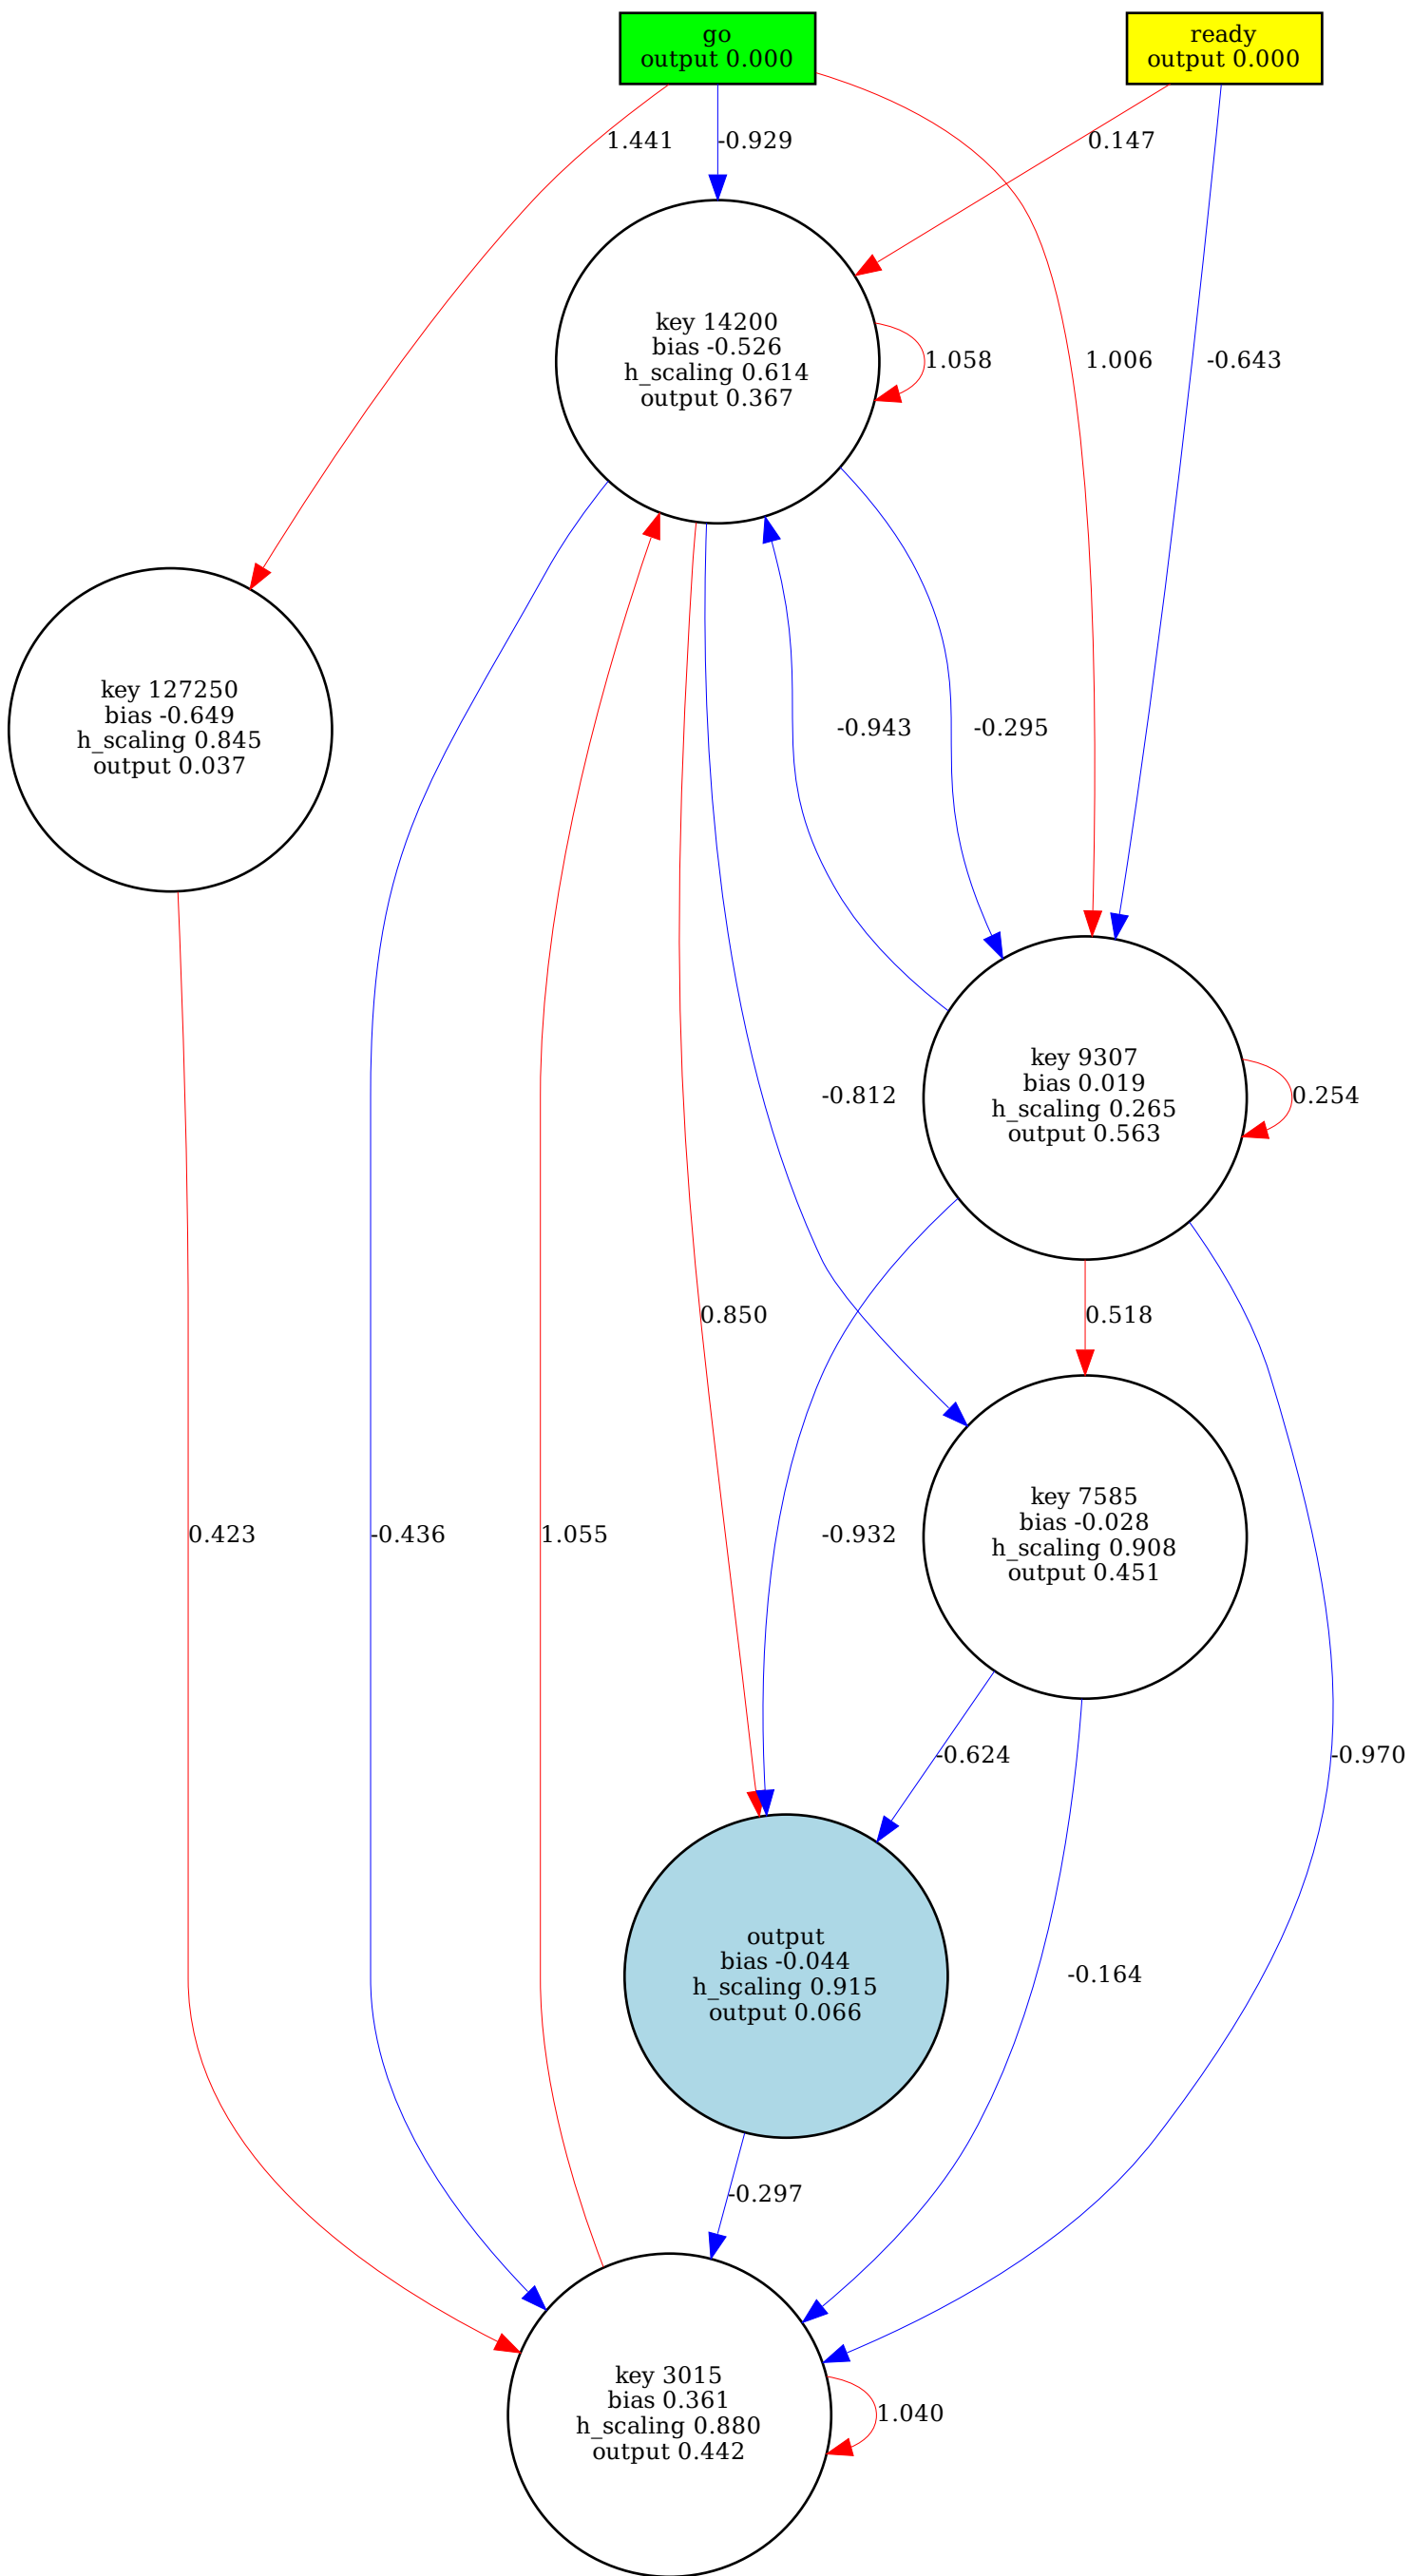 go
output 0.000
ready
output 0.000
1.441
-0.929
0.147
key 14200
bias -0.526
h_scaling 0.614
output 0.367
1.058
1.006
-0.643
key 127250
bias -0.649
h_scaling 0.845
output 0.037
-0.943
-0.295
key 9307
bias 0.019
h_scaling 0.265
output 0.563
0.254
-0.812
0.850
0.518
0.423
-0.436
1.055
-0.932
key 7585
bias -0.028
h_scaling 0.908
output 0.451
-0.624
-0.970
output
bias -0.044
h_scaling 0.915
output 0.066
-0.164
-0.297
key 3015
bias 0.361
h_scaling 0.880
output 0.442
1.040